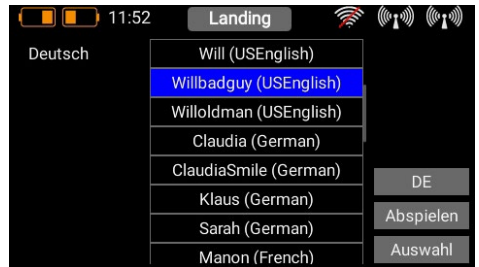 11:52 Landing
Deutsch
Will (USEnglish)
Willbadguy (USEnglish)
Willoldman (USEnglish)
Claudia (German)
ClaudiaSmile (German)
Klaus (German)
Sarah (German)
Manon (French)
DE
Abspielen
Auswahl